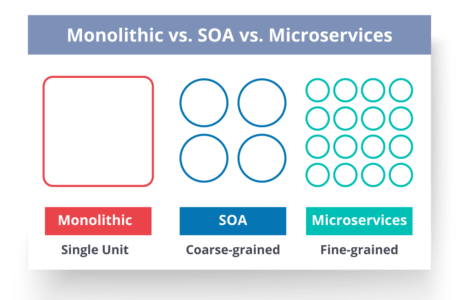 Monolithic vs. SOA vs. Microservices
Monolithic
SOA
Microservices
Single Unit
Coarse-grained
Fine-grained